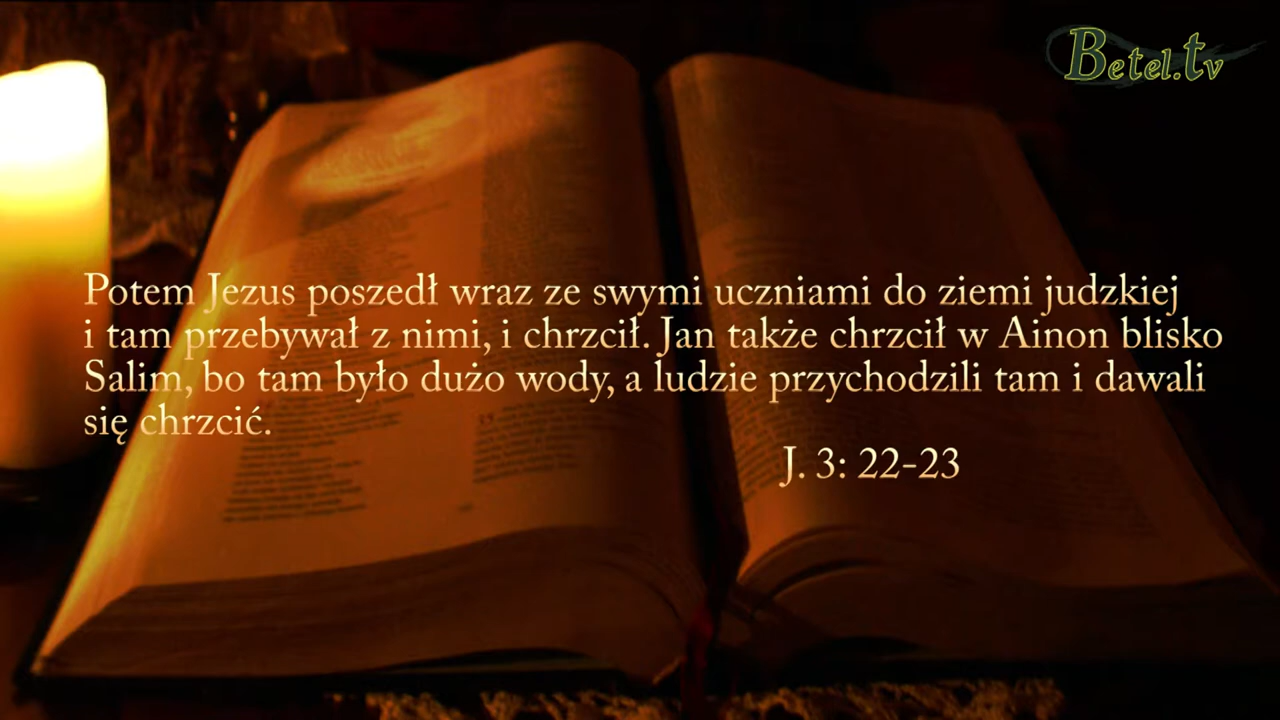 Betel.tv
Potem Jezus poszedł wraz ze swymi uczniami do ziemi judzkiej
i tam przebywał z nimi, i chrzcił. Jan także chrzcił w Ainon blisko
Salim, bo tam było dużo wody, a ludzie przychodzili tam i dawali
się chrzcić.
J. 3: 22-23